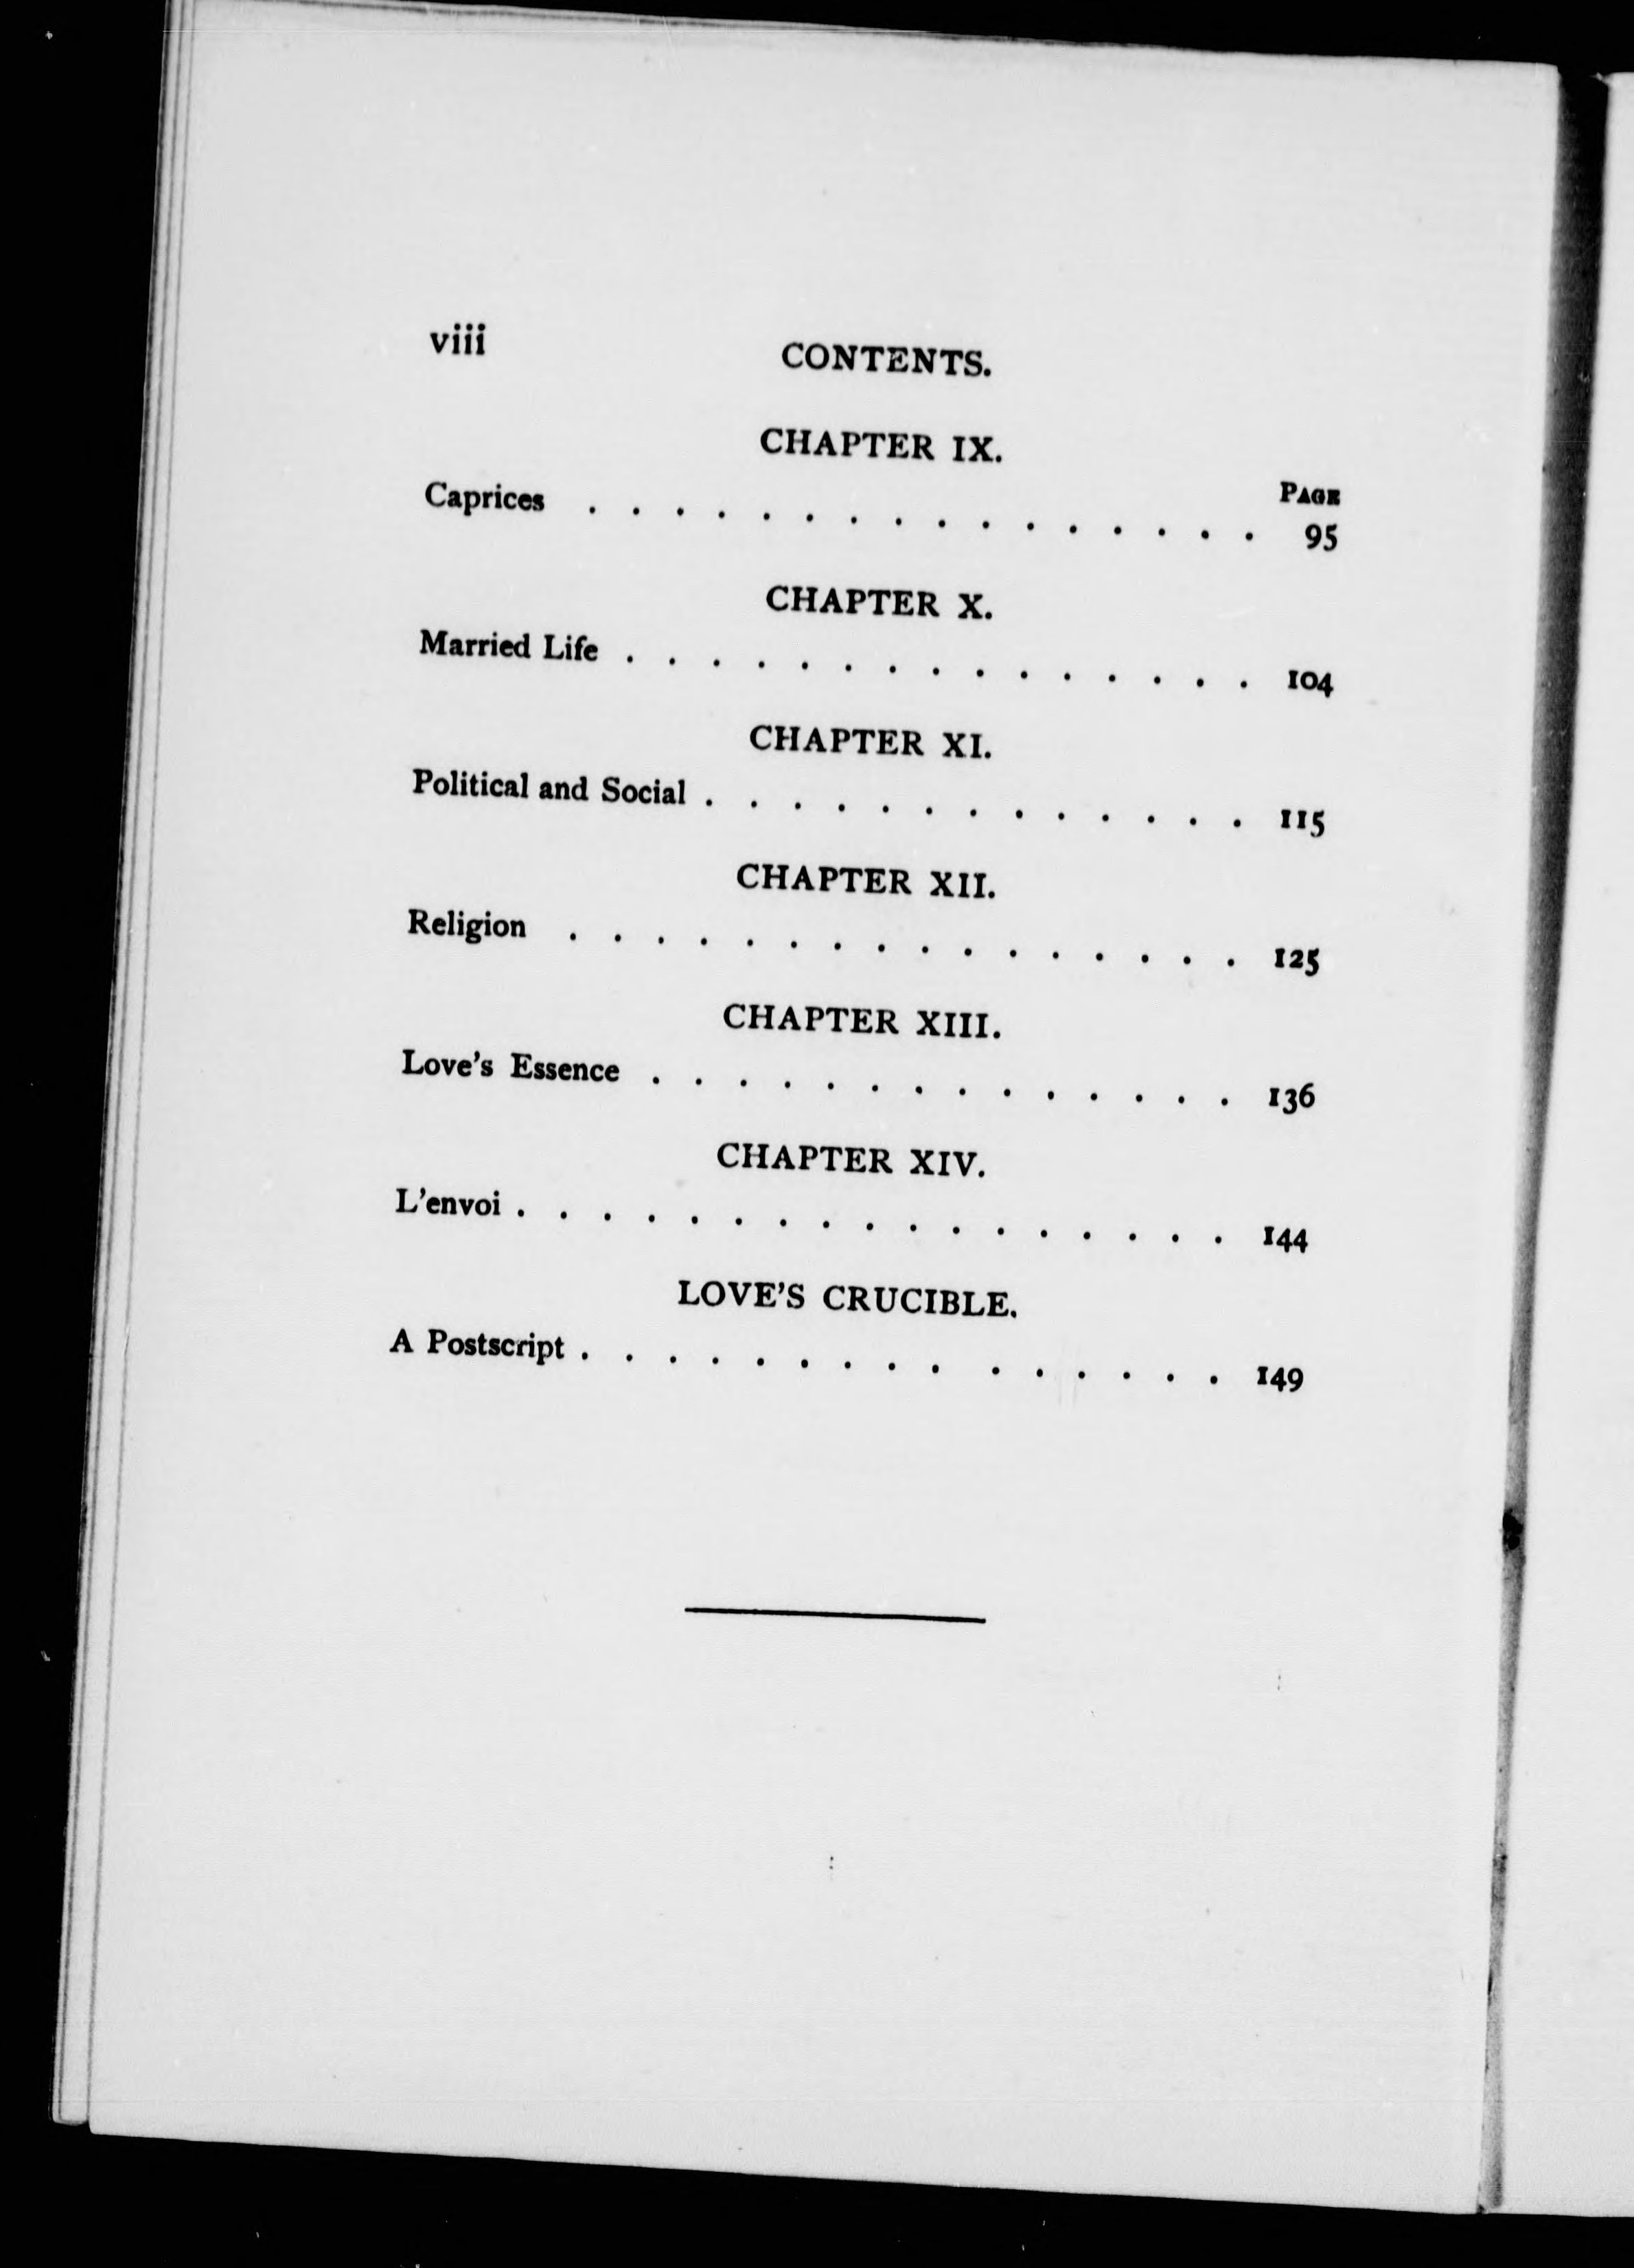 viii CONTENTS.
CHAPTER IX.
PAGE
Caprices . . . . . . . . . . . . . . . . 95
CHAPTER X.
Married Life . . . . . . . . . . . . . . . 104
CHAPTER XI.
Political and Social . . . . . . . . . . . . . 115
CHAPTER XII.
Religion . . . . . . . . . . . . . . . . 125
CHAPTER XIII.
Love's Essence . . . . . . . . . . . . . . 136
CHAPTER XIV.
L'envoi . . . . . . . . . . . . . . . . . 144
LOVE'S CRUCIBLE.
A Postscript . . . . . . . . . . . . . . . 149